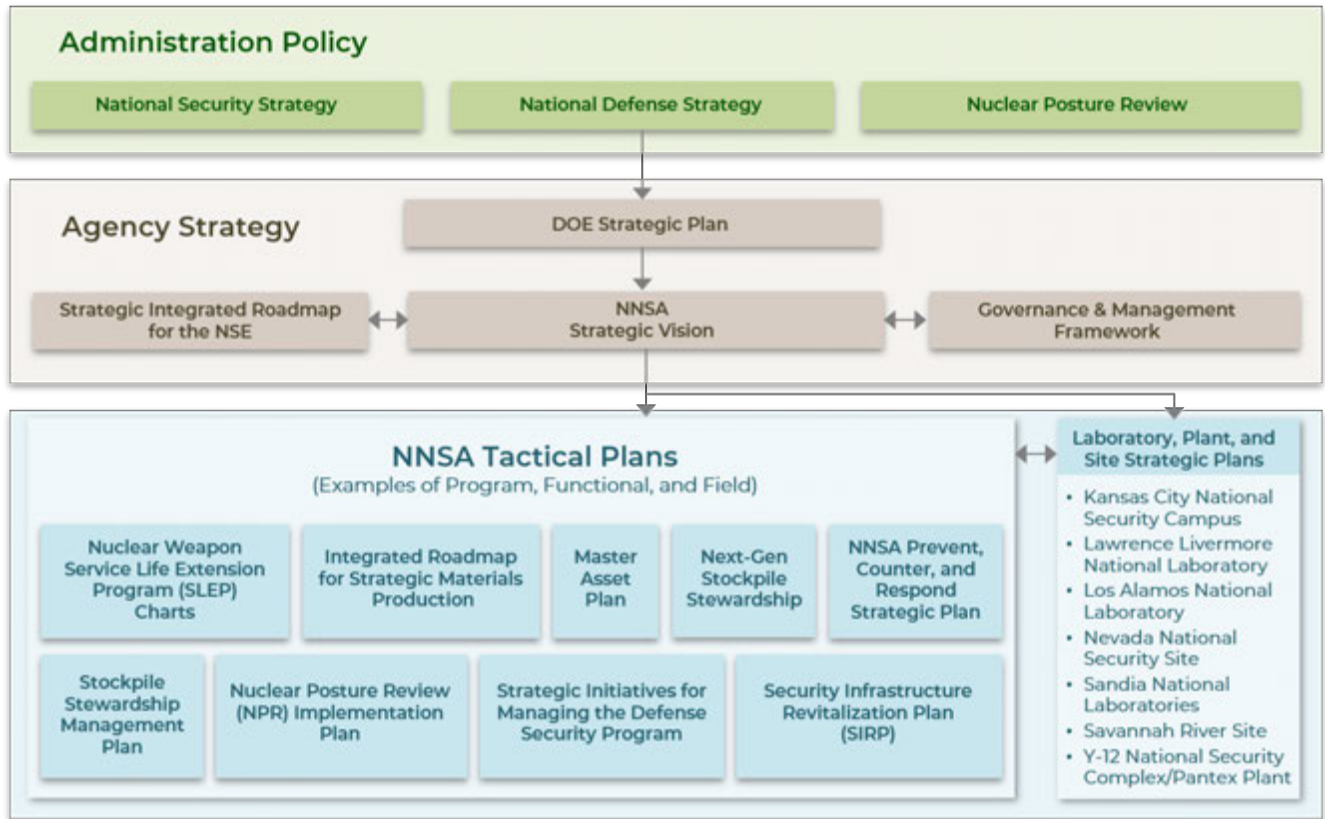 Administration Policy
National Security Strategy
National Defense Strategy
Nuclear Posture Review
Agency Strategy
DOE Strategic Plan
Strategic Integrated Roadmap
for the NSE
NNSA
Strategic Vision
Governance & Management
Framework
NNSA Tactical Plans
(Examples of Program, Functional, and Field)
Nuclear Weapon
Service Life Extension
Program (SLEP)
Charts
Integrated Roadmap
for Strategic Materials
Production
Master
Asset
Plan
Next-Gen
Stockpile
Stewardship
NNSA Prevent,
Counter, and
Respond
Strategic Plan
Stockpile
Stewardship
Management
Plan
Nuclear Posture Review
(NPR) Implementation
Plan
Strategic Initiatives for
Managing the Defense
Security Program
Security Infrastructure
Revitalization Plan
(SIRP)
Laboratory, Plant, and
Site Strategic Plans
• Kansas City National
Security Campus
• Lawrence Livermore
National Laboratory
• Los Alamos National
Laboratory
• Nevada National
Security Site
• Sandia National
Laboratories
• Savannah River Site
• Y-12 National Security
Complex/Pantex Plant